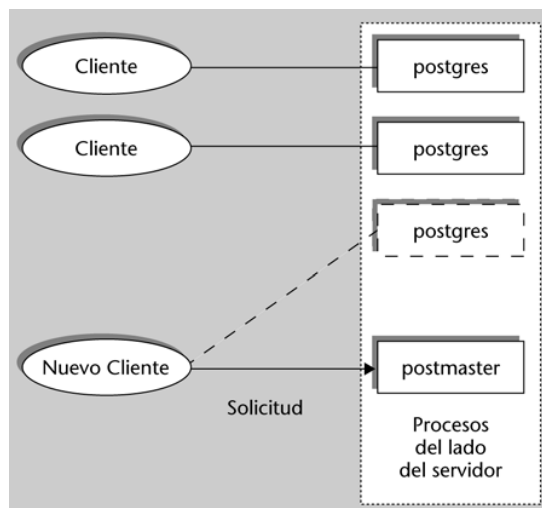 Cliente
postgres
Cliente
postgres
postgres
Nuevo Cliente
postmaster
Solicitud
Procesos
del lado
del servidor